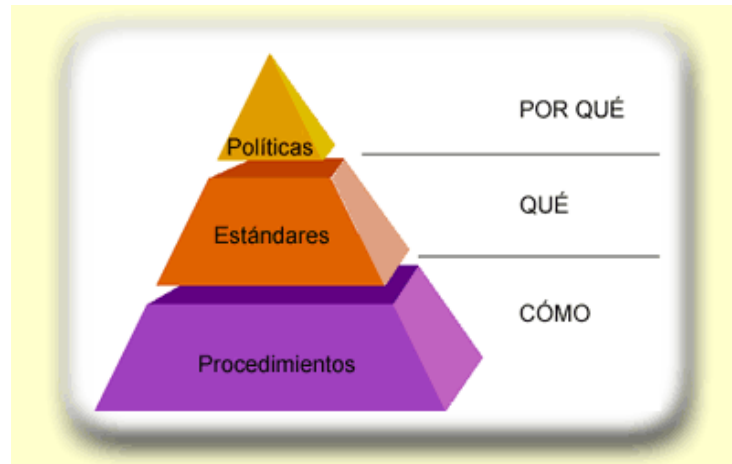 POR QUÉ
Políticas
QUÉ
Estándares
CÓMO
Procedimientos